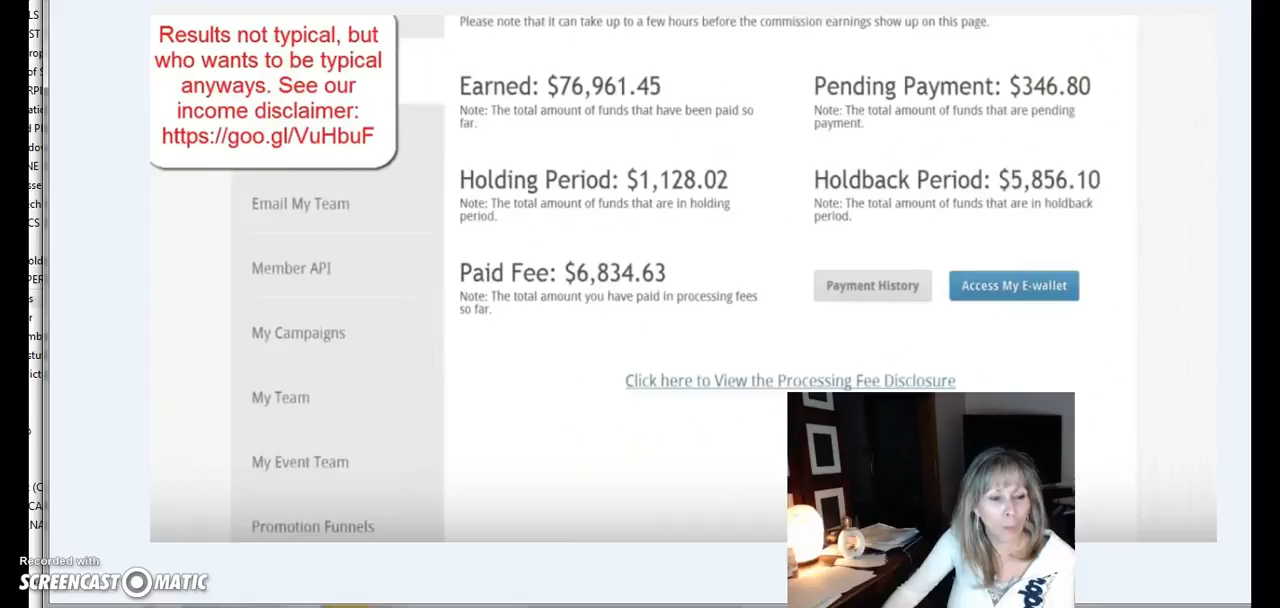 Please note that it can take up to a few hours before the commission earnings show up on this page.
Results not typical, but
who wants to be typical
anyways. See our
income disclaimer:
https://goo.gl/VuHbuF
Earned: $76,961.45
Note: The total amount of funds that have been paid so
far.
Pending Payment: $346.80
Note: The total amount of funds that are pending
payment.
Holding Period: $1,128.02
Note: The total amount of funds that are in holding
period.
Holdback Period: $5,856.10
Note: The total amount of funds that are in holdback
period.
Paid Fee: $6,834.63
Note: The total amount you have paid in processing fees
so far.
Payment History
Access My E-wallet
Click here to View the Processing Fee Disclosure
Email My Team
Member API
My Campaigns
My Team
My Event Team
Promotion Funnels
Recorded with
SCREENCAST-O-MATIC